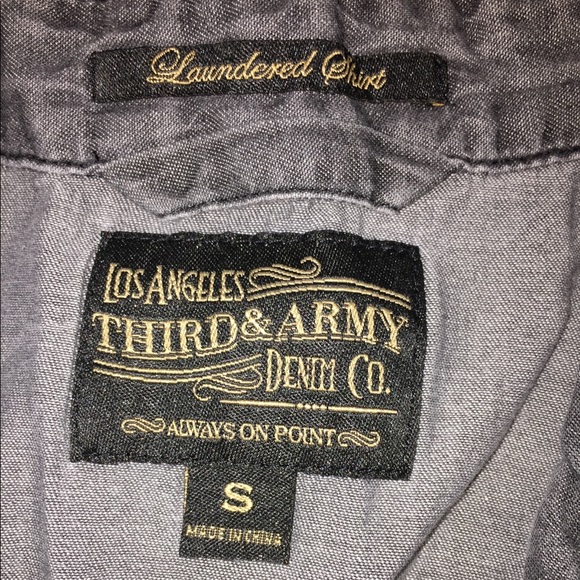 Laundered Shirt
LOS ANGELES
THIRD & ARMY
DENIM CO.
ALWAYS ON POINT
S
MADE IN CHINA